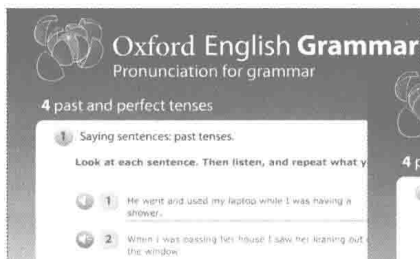 Oxford English Grammar
Pronunciation for grammar
4 past and perfect tenses
1 Saying sentences: past tenses.
Look at each sentence. Then listen, and repeat what y
4 p
1 He went and used my laptop while I was having a
shower.
2 When I was passing her house I saw her leaning out
the window